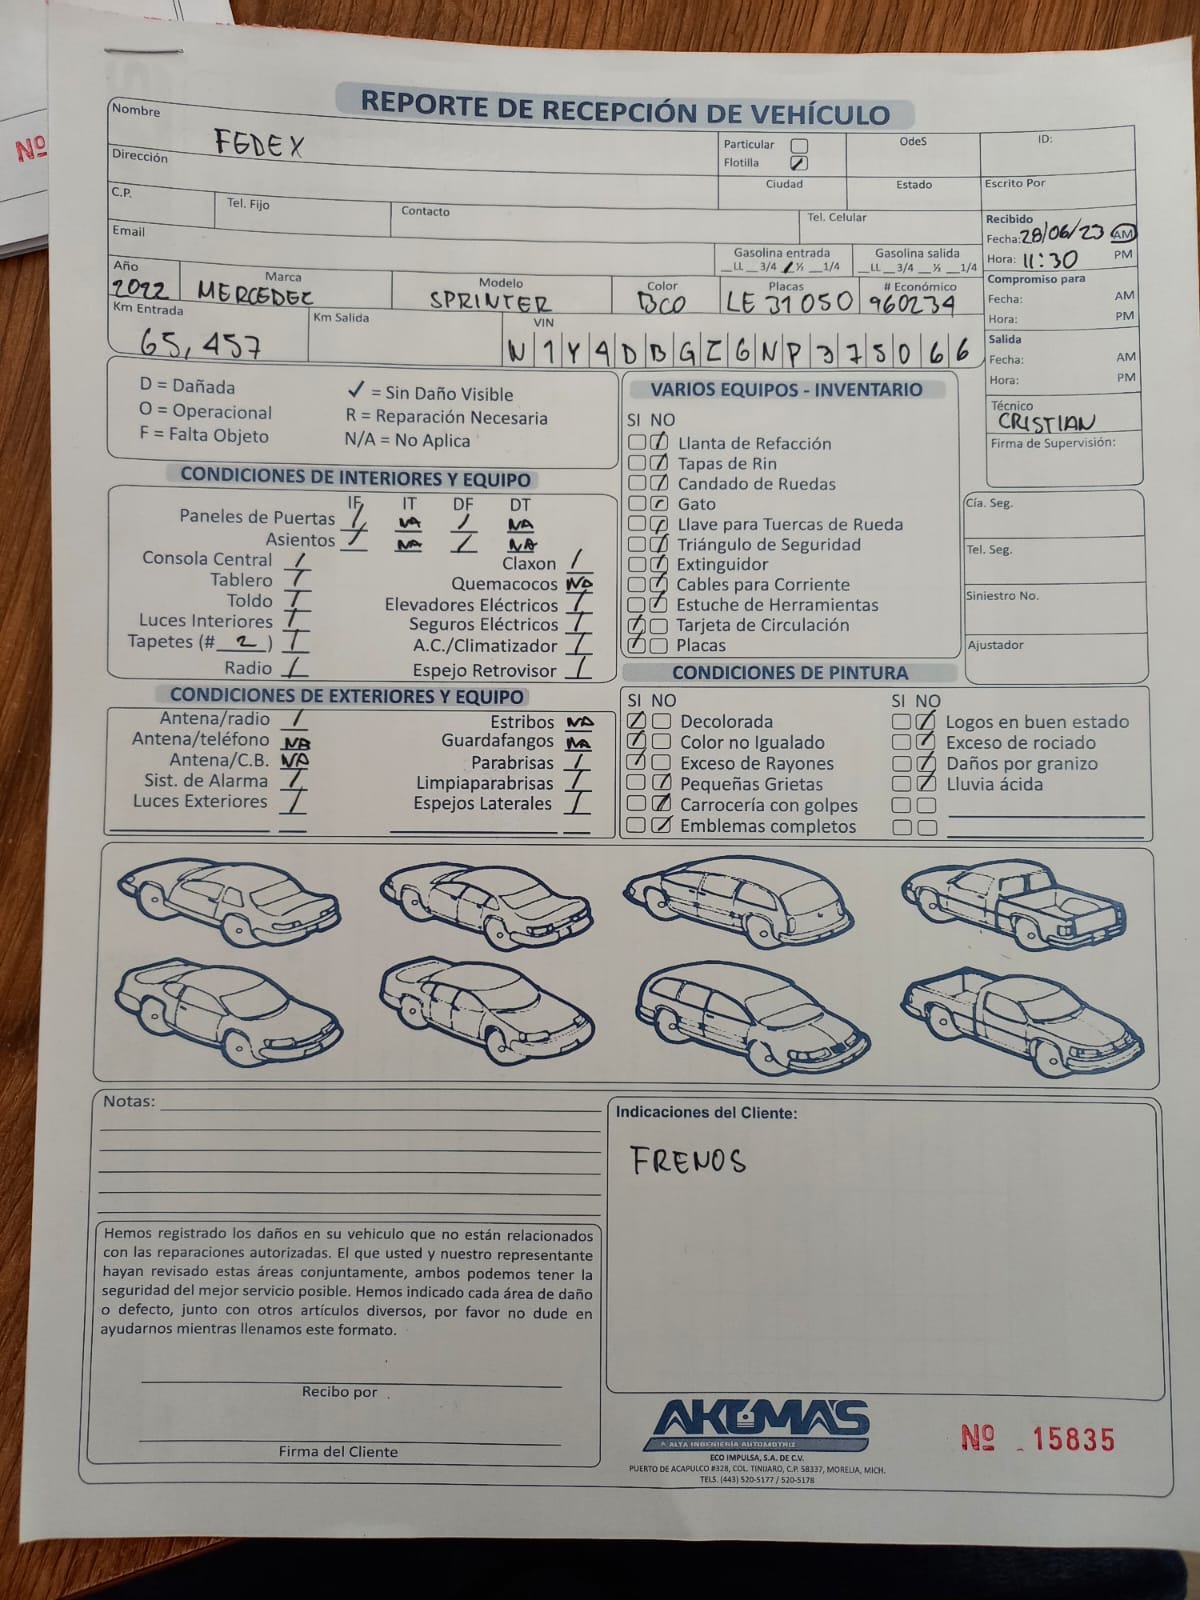 Nº
REPORTE DE RECEPCIÓN DE VEHÍCULO
Nombre FEDEX
Particular
Flotilla ✓
OdeS
ID:
Dirección
Ciudad
Estado
Escrito Por
C.P.
Tel. Fijo
Contacto
Tel. Celular
Recibido
Fecha: 28/06/23 AM
Hora: 11:30 PM
Email
Gasolina entrada
__LL __3/4 __½ __1/4
Gasolina salida
__LL __3/4 __½ __1/4
Año 2022
Marca MERCEDEZ
Modelo SPRINTER
Color BCO
Placas LE 31050
# Económico 960234
Compromiso para
Fecha: AM
Hora: PM
Km Entrada 65,457
Km Salida
VIN W1Y4DBGZ6NP375066
Salida
Fecha: AM
Hora: PM
Técnico
CRISTIAN
Firma de Supervisión:
D = Dañada
O = Operacional
F = Falta Objeto
✓ = Sin Daño Visible
R = Reparación Necesaria
N/A = No Aplica
CONDICIONES DE INTERIORES Y EQUIPO
IF IT DF DT
Paneles de Puertas / NA / NA
Asientos / NA / NA
Consola Central /
Tablero /
Toldo /
Luces Interiores /
Tapetes (# 2 ) /
Radio /
Claxon /
Quemacocos NA
Elevadores Eléctricos /
Seguros Eléctricos /
A.C./Climatizador /
Espejo Retrovisor /
VARIOS EQUIPOS - INVENTARIO
SI NO
Llanta de Refacción
Tapas de Rin
Candado de Ruedas
Gato
Llave para Tuercas de Rueda
Triángulo de Seguridad
Extinguidor
Cables para Corriente
Estuche de Herramientas
Tarjeta de Circulación
Placas
Cía. Seg.
Tel. Seg.
Siniestro No.
Ajustador
CONDICIONES DE EXTERIORES Y EQUIPO
Antena/radio /
Antena/teléfono NA
Antena/C.B. NA
Sist. de Alarma /
Luces Exteriores /
Estribos NA
Guardafangos NA
Parabrisas /
Limpiaparabrisas /
Espejos Laterales /
CONDICIONES DE PINTURA
SI NO
Decolorada
Color no Igualado
Exceso de Rayones
Pequeñas Grietas
Carrocería con golpes
Emblemas completos
SI NO
Logos en buen estado
Exceso de rociado
Daños por granizo
Lluvia ácida
Notas:
Indicaciones del Cliente:
FRENOS
Hemos registrado los daños en su vehiculo que no están relacionados
con las reparaciones autorizadas. El que usted y nuestro representante
hayan revisado estas áreas conjuntamente, ambos podemos tener la
seguridad del mejor servicio posible. Hemos indicado cada área de daño
o defecto, junto con otros artículos diversos, por favor no dude en
ayudarnos mientras llenamos este formato.
Recibo por
Firma del Cliente
AKUMA'S
ALTA INGENIERÍA AUTOMOTRIZ
ECO IMPULSA, S.A. DE C.V.
PUERTO DE ACAPULCO #328, COL. TINIJARO, C.P. 58337, MORELIA, MICH.
TELS. (443) 520-5177 / 520-5178
Nº 15835